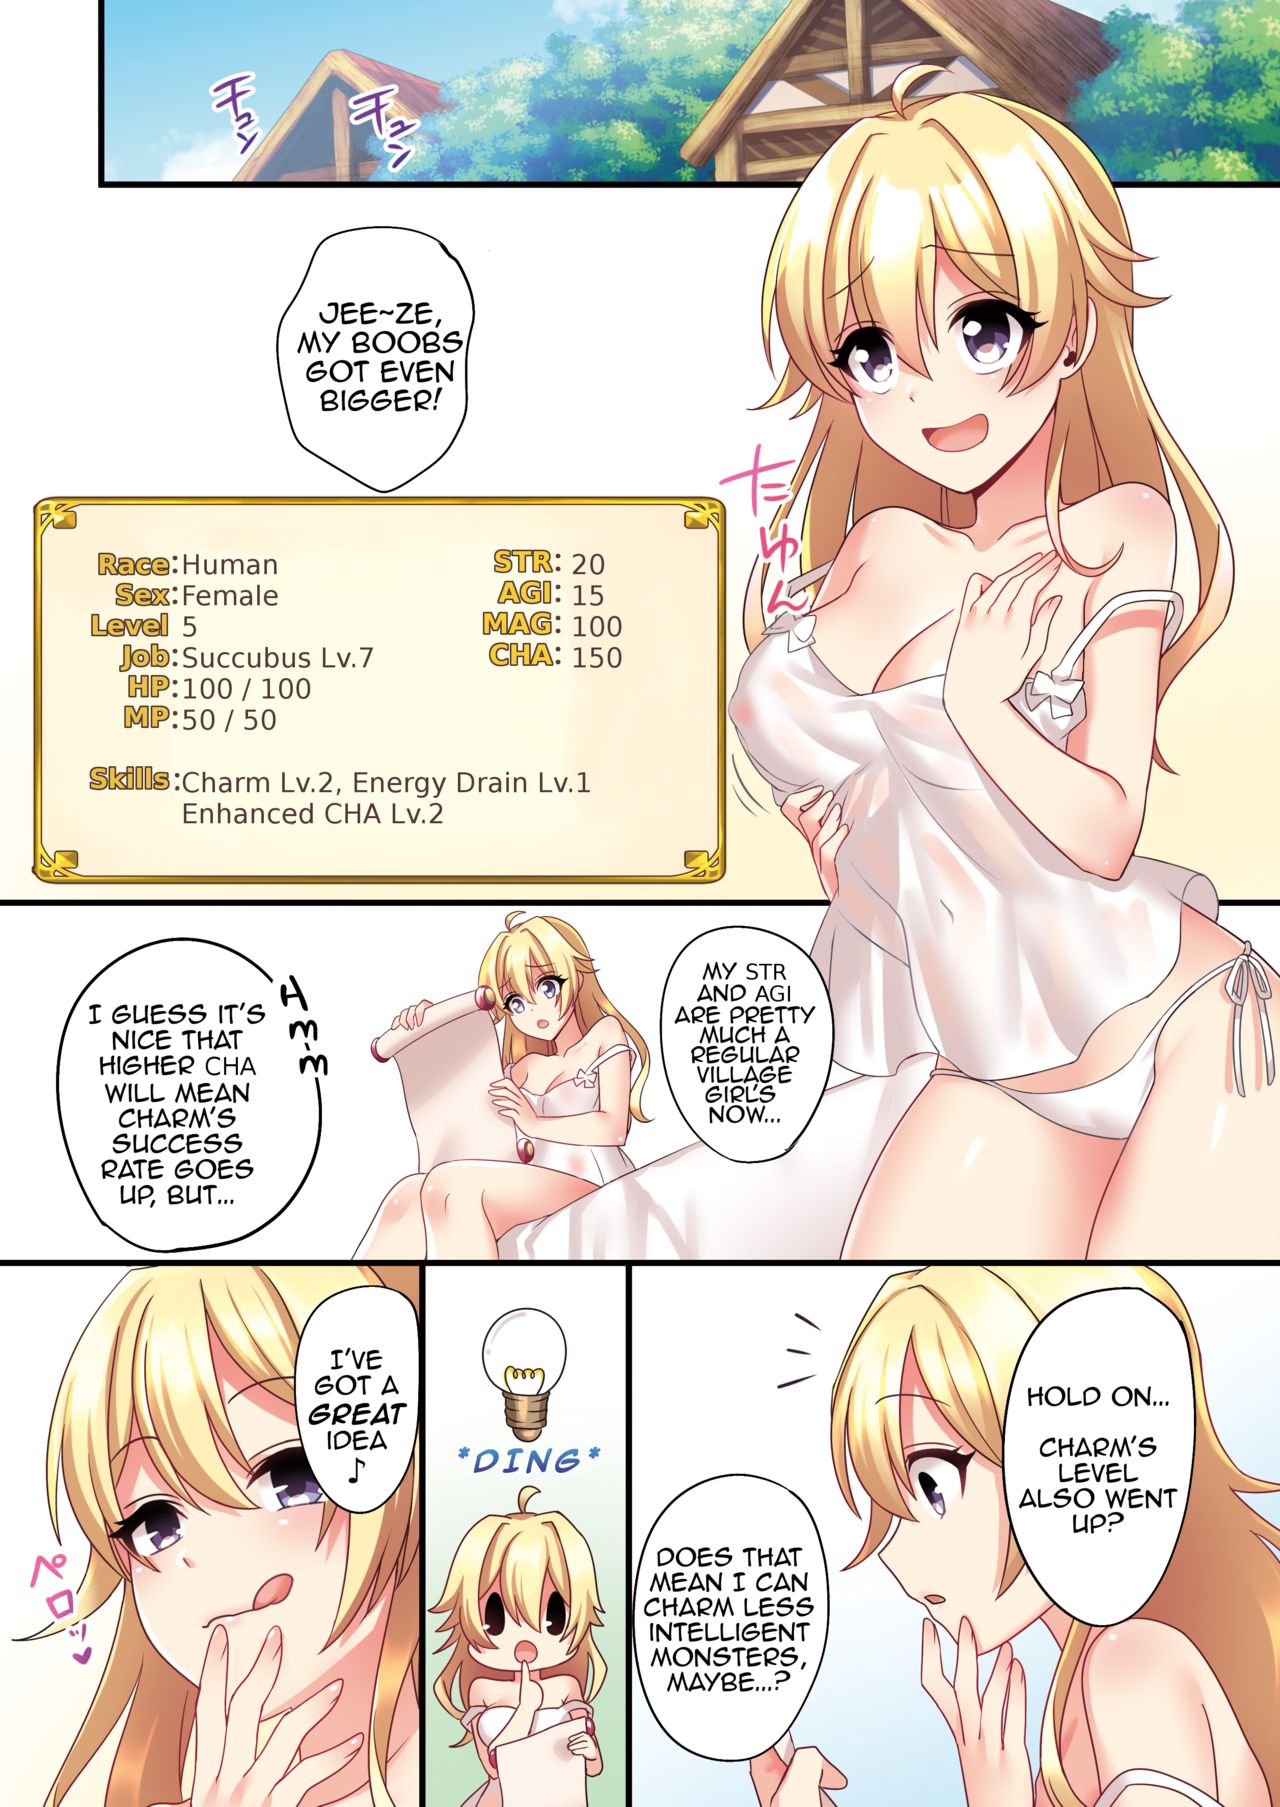 チュン
チュン
JEE~ZE,
MY BOOBS
GOT EVEN
BIGGER!
たゆん
Race: Human
Sex: Female
Level 5
Job: Succubus Lv.7
HP: 100 / 100
MP: 50 / 50
STR: 20
AGI: 15
MAG: 100
CHA: 150
Skills: Charm Lv.2, Energy Drain Lv.1
Enhanced CHA Lv.2
MY STR
AND AGI
ARE PRETTY
MUCH A
REGULAR
VILLAGE
GIRL'S
NOW...
Hm-m
I GUESS IT'S
NICE THAT
HIGHER CHA
WILL MEAN
CHARM'S
SUCCESS
RATE GOES
UP, BUT...
HOLD ON...
CHARM'S
LEVEL
ALSO WENT
UP?
DOES THAT
MEAN I CAN
CHARM LESS
INTELLIGENT
MONSTERS,
MAYBE...?
*DING*
I'VE
GOT A
GREAT
IDEA
♪
ペロッ♥